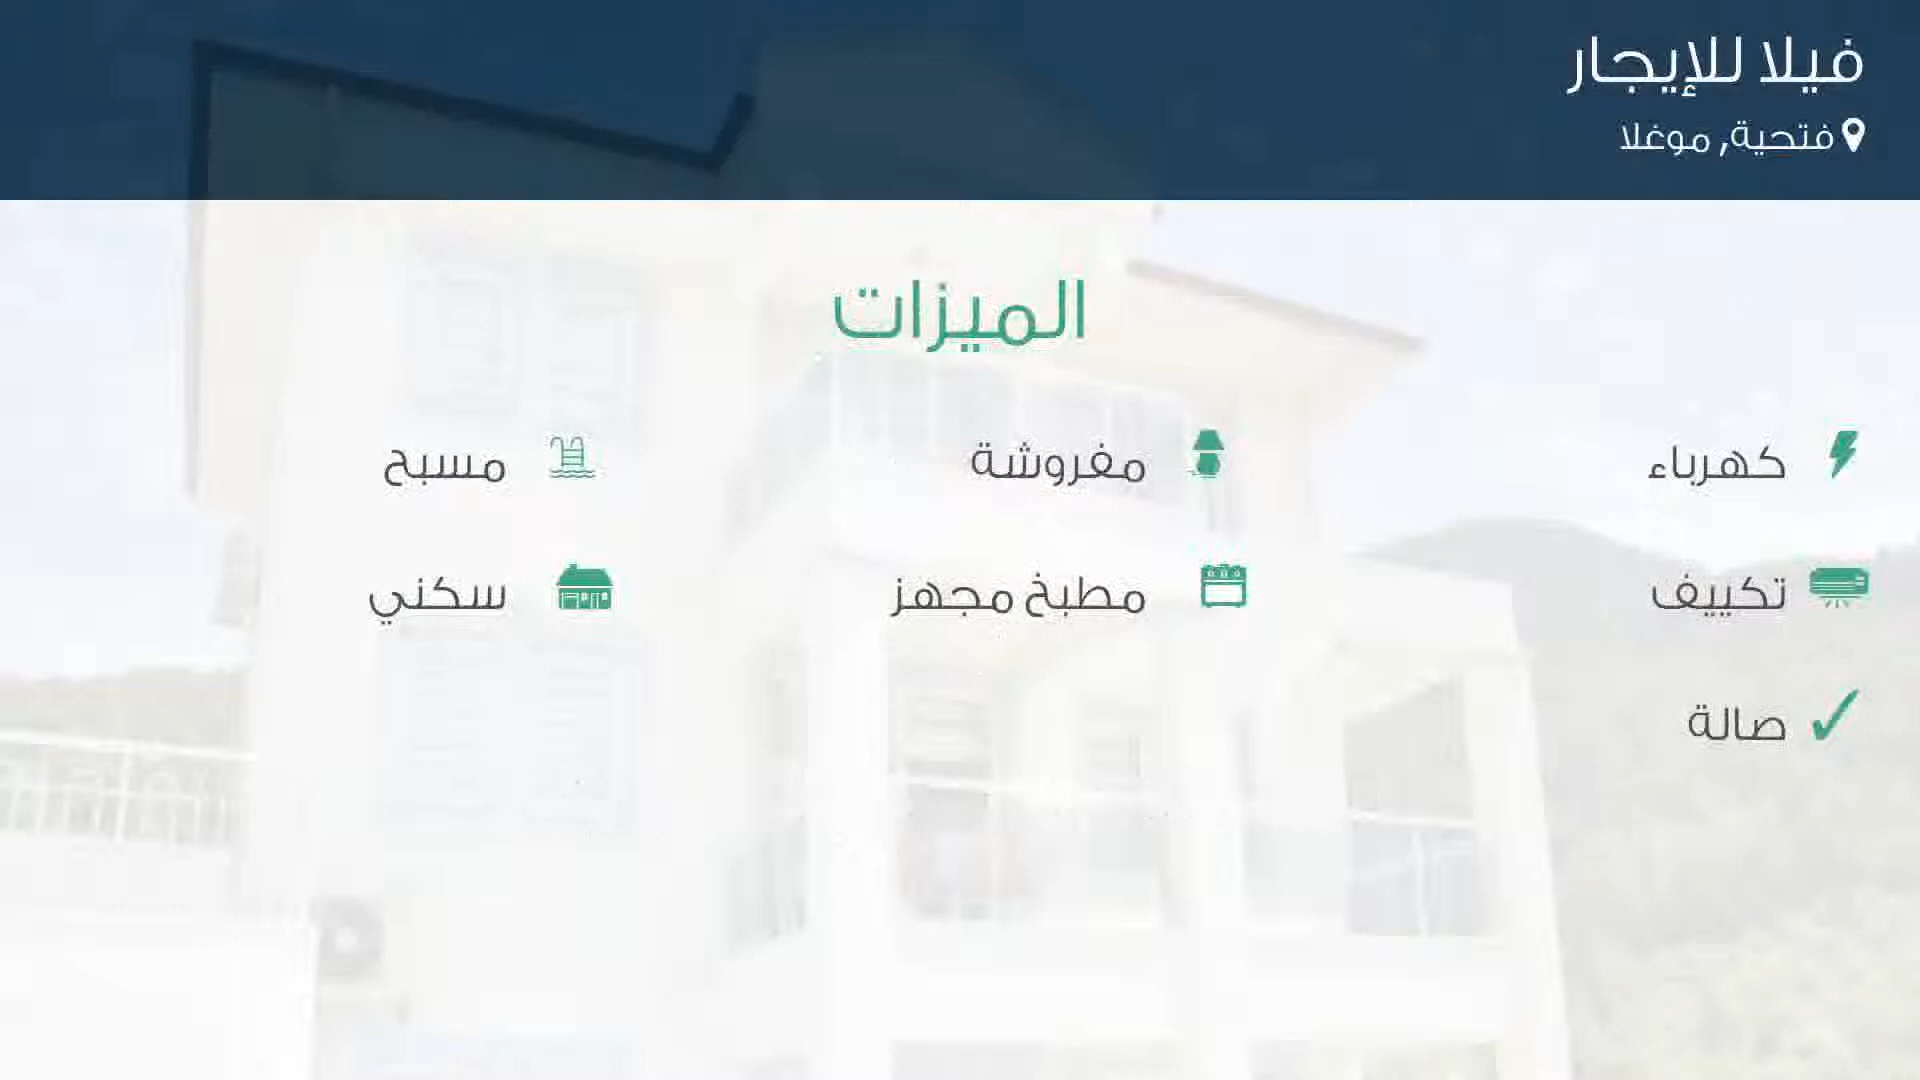 فيلا للإيجار
فتحية, موغلا
الميزات
كهرباء
مفروشة
مسبح
تكييف
مطبخ مجهز
سكني
صالة